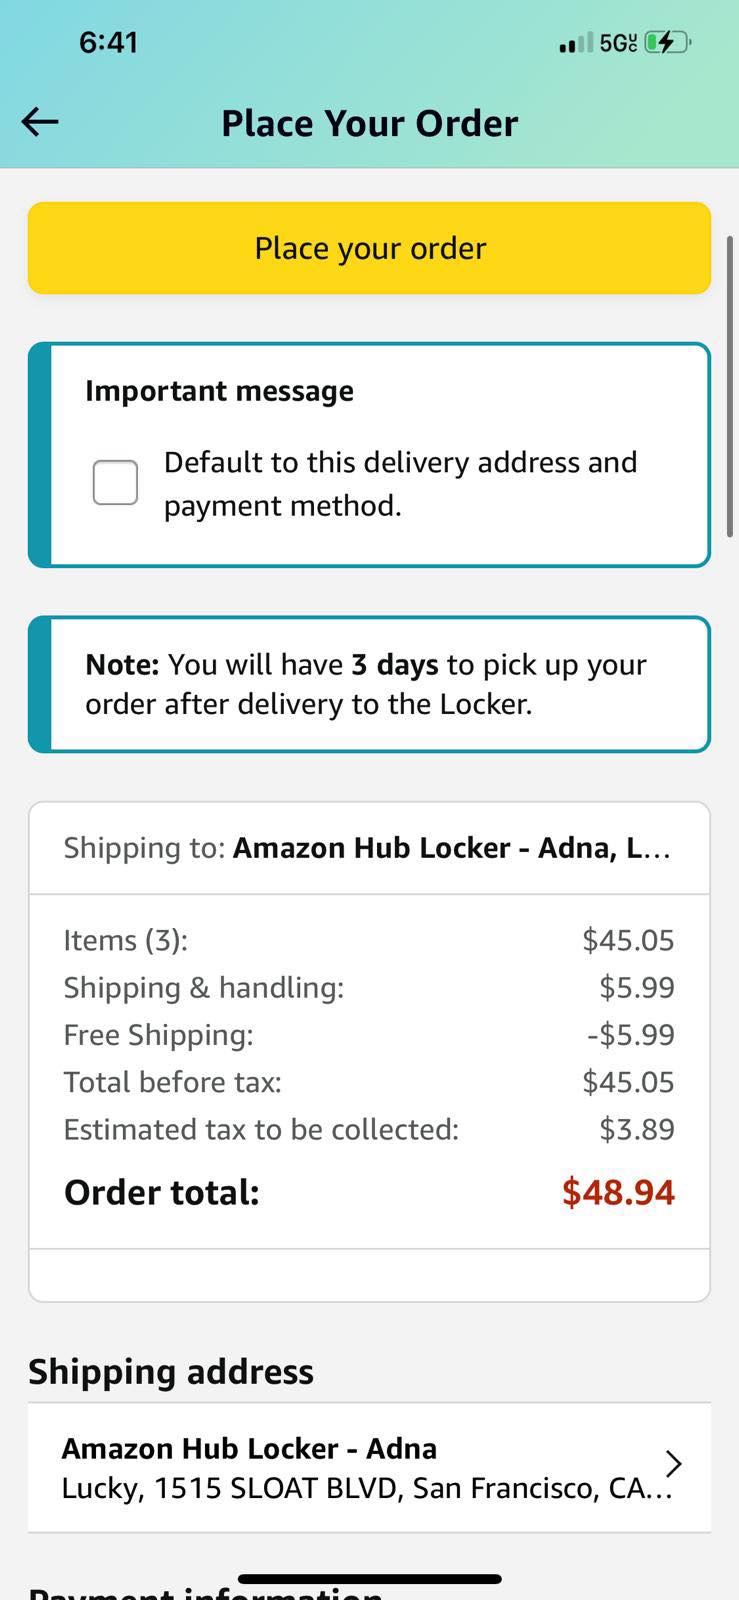 6:41
5G
Place Your Order
Place your order
Important message
Default to this delivery address and
payment method.
Note: You will have 3 days to pick up your
order after delivery to the Locker.
Shipping to: Amazon Hub Locker - Adna, L...
Items (3): $45.05
Shipping & handling: $5.99
Free Shipping: -$5.99
Total before tax: $45.05
Estimated tax to be collected: $3.89
Order total: $48.94
Shipping address
Amazon Hub Locker - Adna
Lucky, 1515 SLOAT BLVD, San Francisco, CA...
Payment information